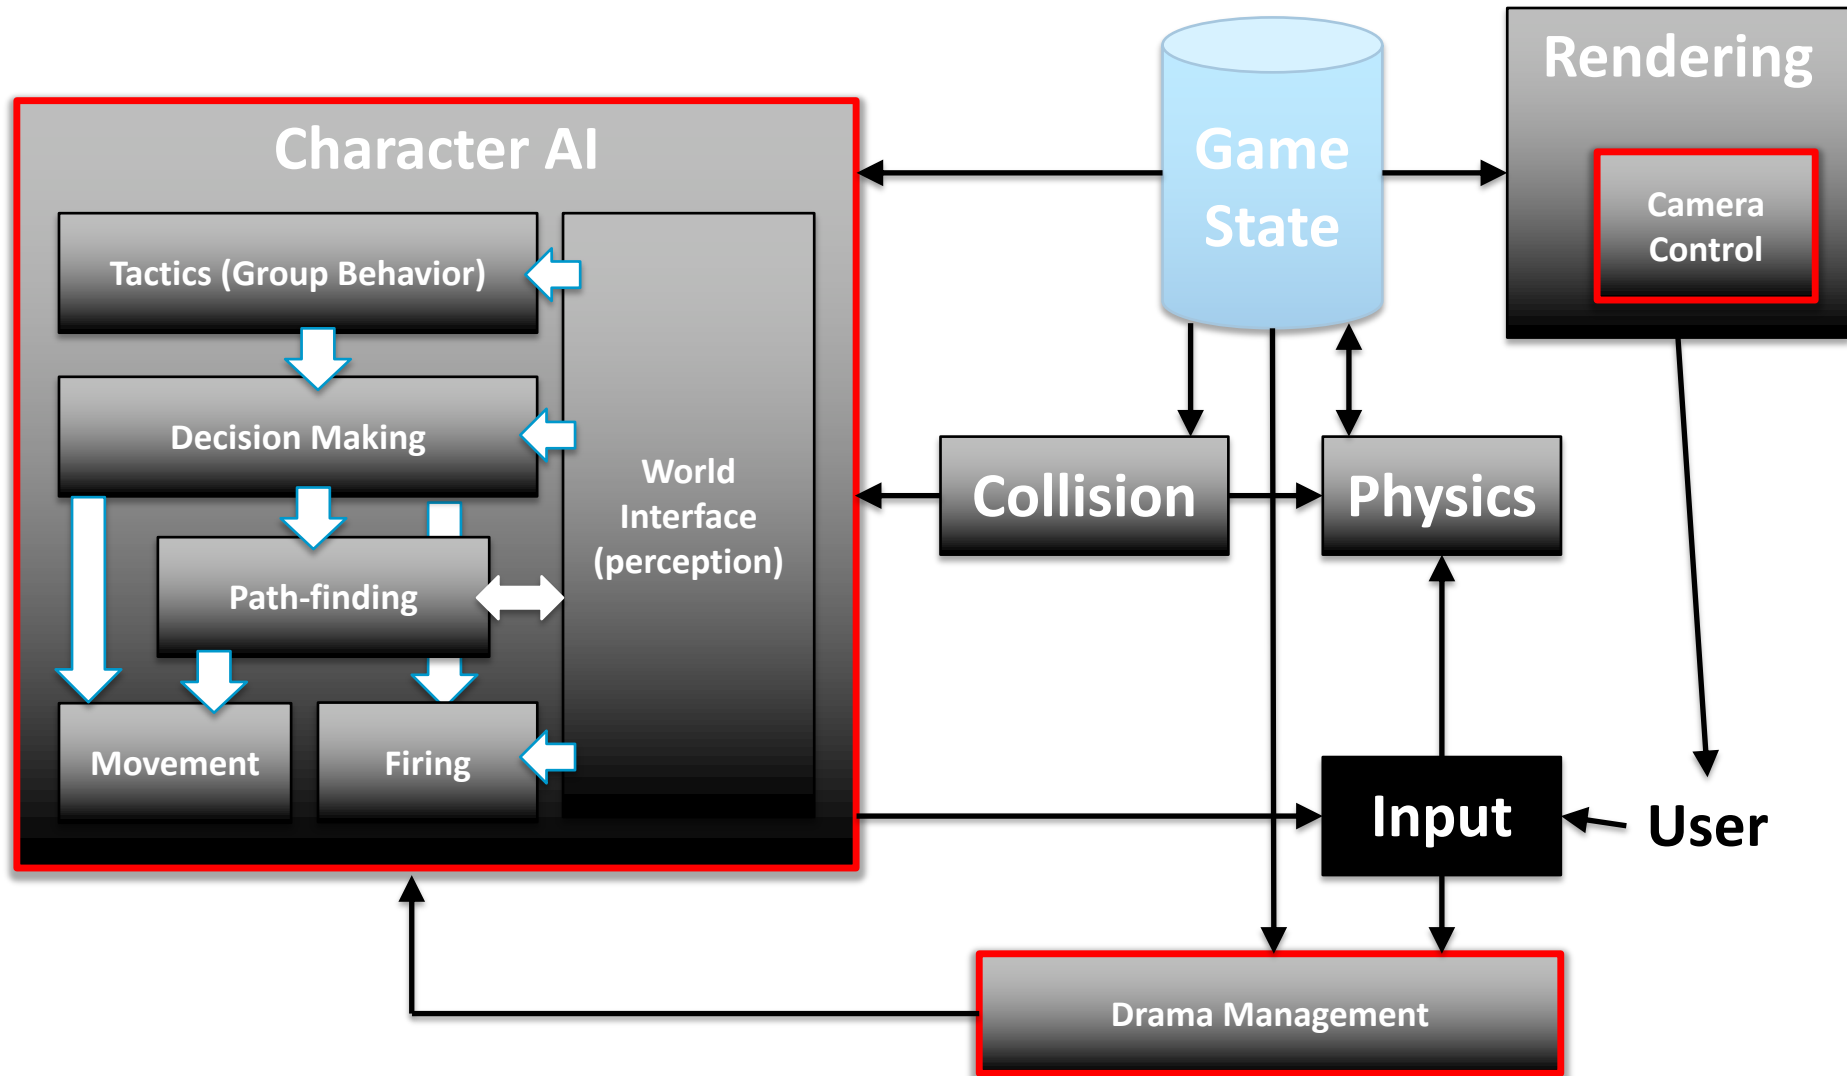 Character AI
Tactics (Group Behavior)
Decision Making
Path-finding
Movement
Firing
World
Interface
(perception)
Game
State
Rendering
Camera
Control
Collision
Physics
Input
User
Drama Management